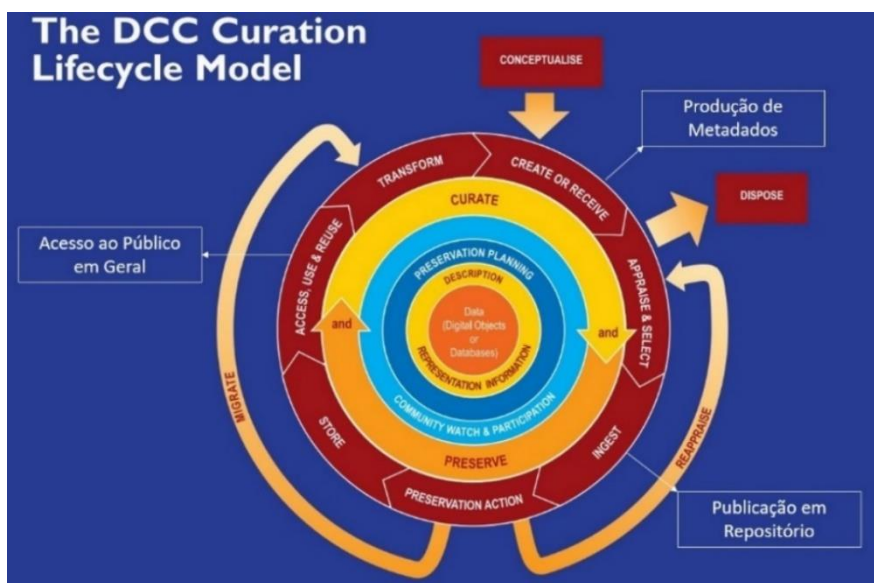 The DCC Curation
Lifecycle Model
CONCEPTUALISE
Produção de
Metadados
DISPOSE
Acesso ao Público
em Geral
TRANSFORM
CREATE OR RECEIVE
APPRAISE & SELECT
INGEST
PRESERVATION ACTION
STORE
ACCESS, USE & REUSE
CURATE
and
PRESERVE
and
PRESERVATION PLANNING
COMMUNITY WATCH & PARTICIPATION
DESCRIPTION
REPRESENTATION INFORMATION
Data
(Digital Objects
or
Databases)
MIGRATE
REAPPRAISE
Publicação em
Repositório